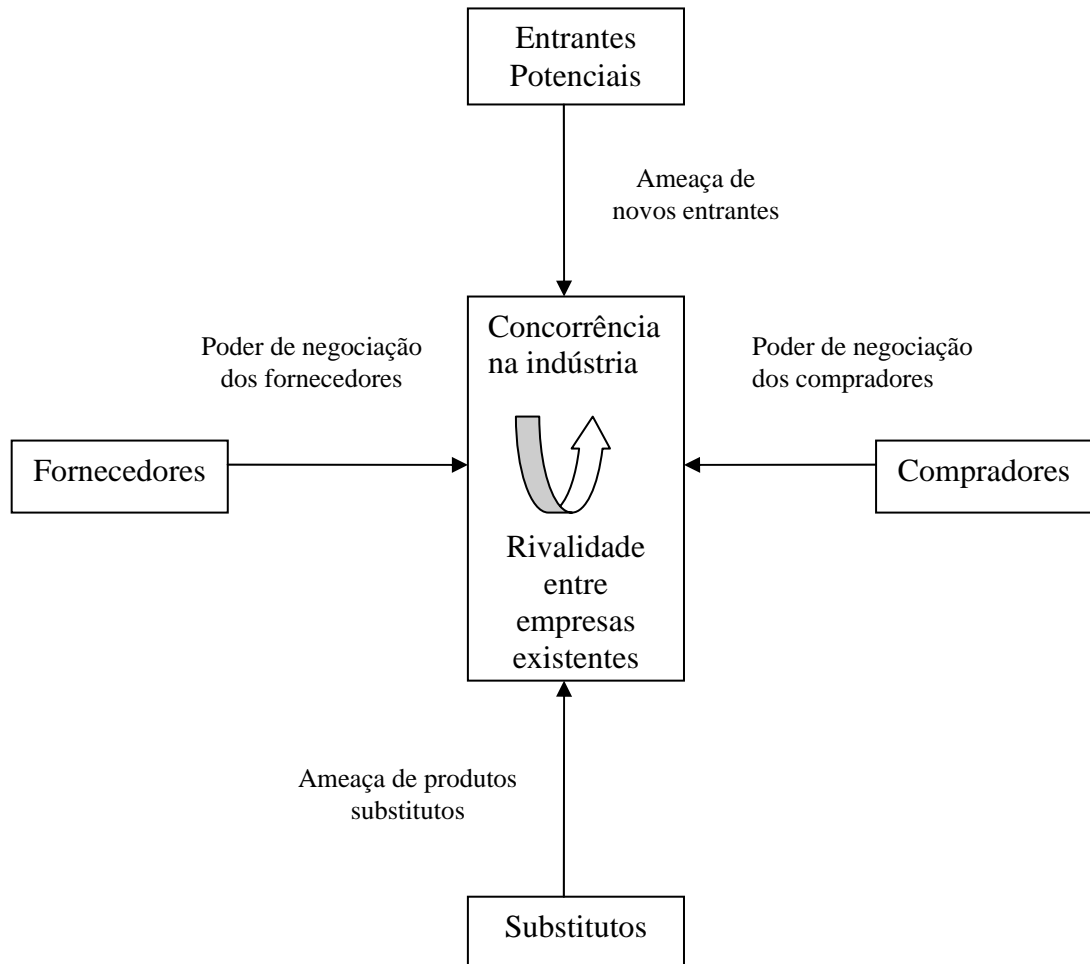 Entrantes
Potenciais
Ameaça de
novos entrantes
Concorrência
na indústria
Poder de negociação
dos fornecedores
Poder de negociação
dos compradores
Fornecedores
Compradores
Rivalidade
entre
empresas
existentes
Ameaça de produtos
substitutos
Substitutos